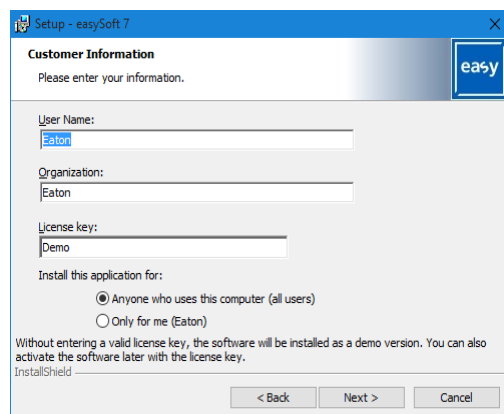 Setup - easySoft 7
Customer Information
Please enter your information.
easy
User Name:
Eaton
Organization:
Eaton
License key:
Demo
Install this application for:
Anyone who uses this computer (all users)
Only for me (Eaton)
Without entering a valid license key, the software will be installed as a demo version. You can also
activate the software later with the license key.
InstallShield
< Back Next > Cancel